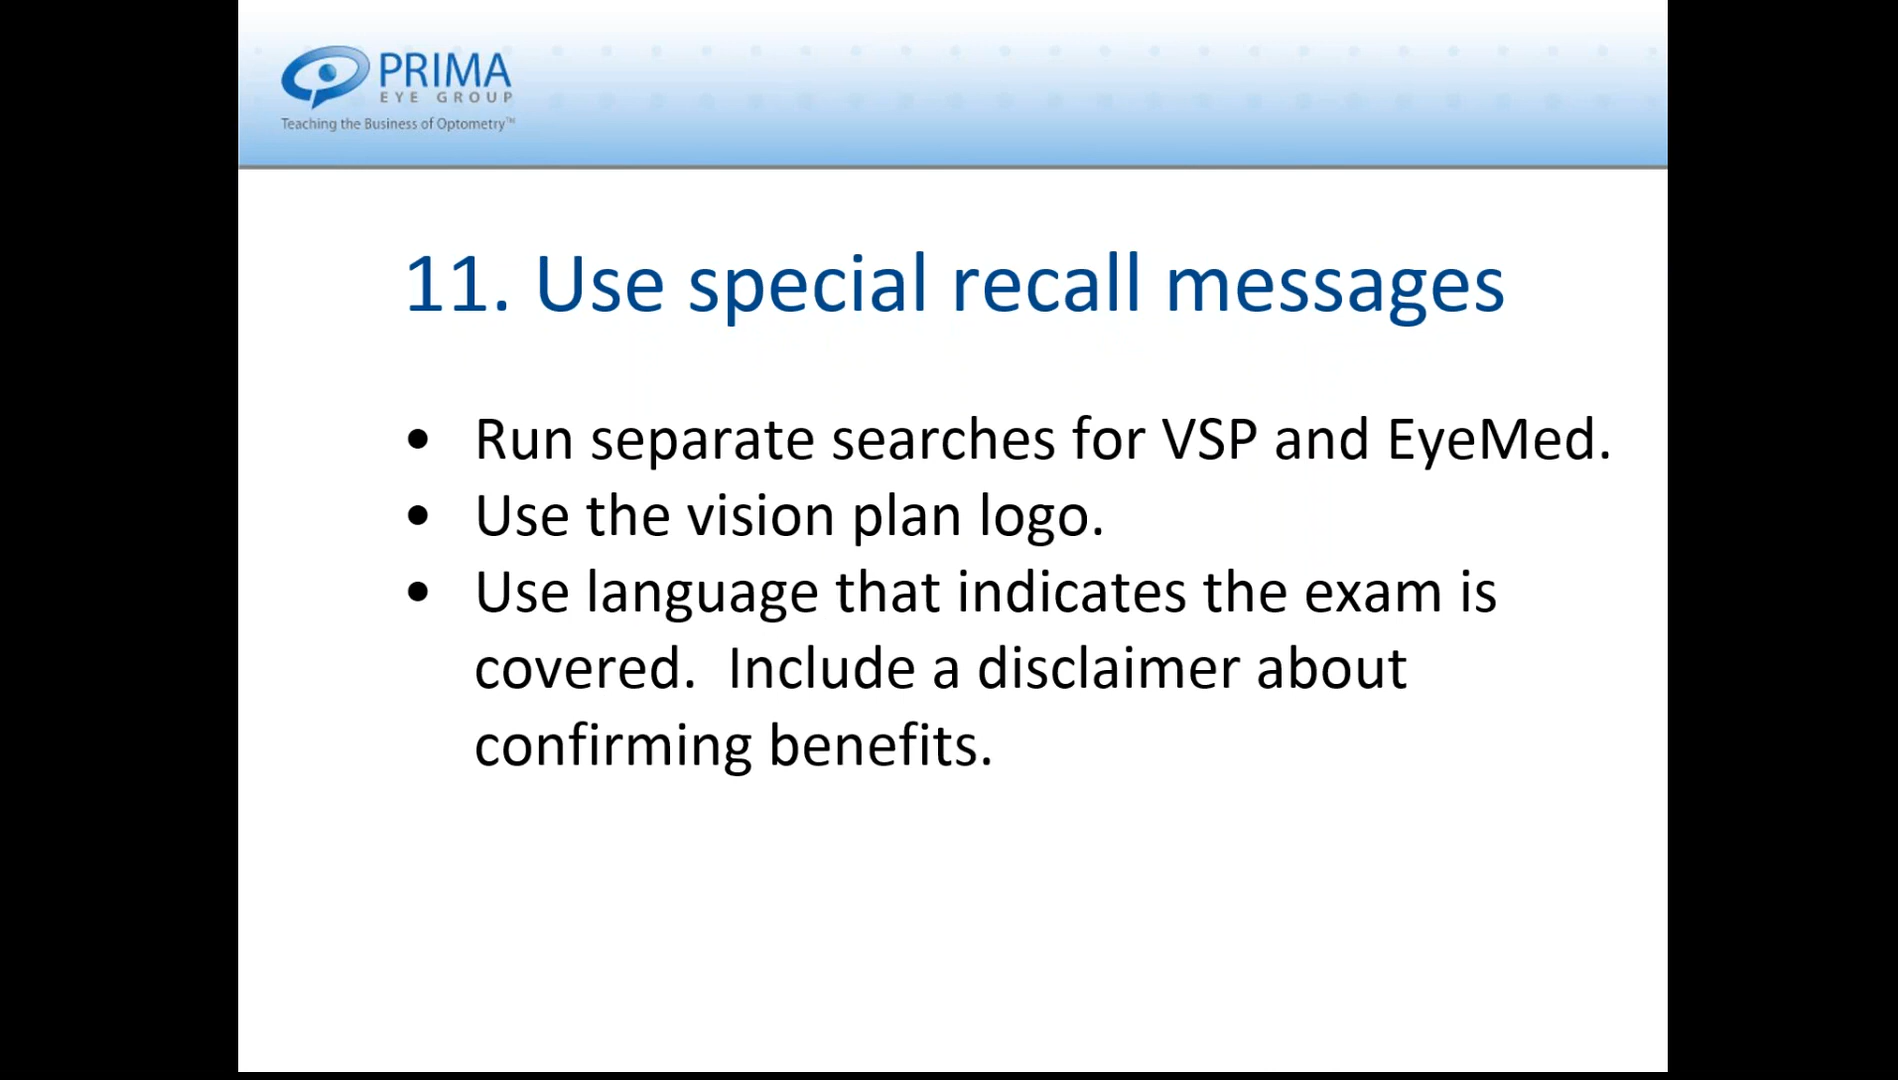 PRIMA
EYE GROUP
Teaching the Business of Optometry™
11. Use special recall messages
• Run separate searches for VSP and EyeMed.
• Use the vision plan logo.
• Use language that indicates the exam is
covered.  Include a disclaimer about
confirming benefits.